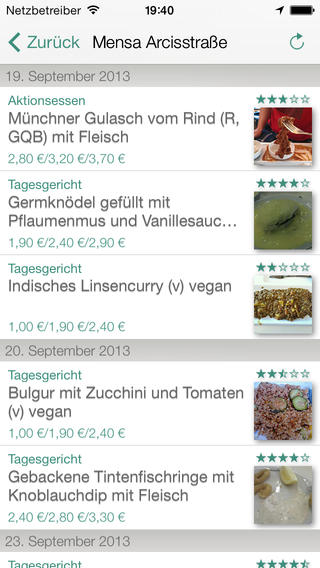 Netzbetreiber 19:40
Zurück Mensa Arcisstraße
19. September 2013
Aktionsessen
Münchner Gulasch vom Rind (R,
GQB) mit Fleisch
2,80 €/3,20 €/3,70 €
Tagesgericht
Germknödel gefüllt mit
Pflaumenmus und Vanillesauc…
1,90 €/2,40 €/2,90 €
Tagesgericht
Indisches Linsencurry (v) vegan
1,00 €/1,90 €/2,40 €
20. September 2013
Tagesgericht
Bulgur mit Zucchini und Tomaten
(v) vegan
1,00 €/1,90 €/2,40 €
Tagesgericht
Gebackene Tintenfischringe mit
Knoblauchdip mit Fleisch
2,40 €/2,80 €/3,30 €
23. September 2013
Tagesgericht